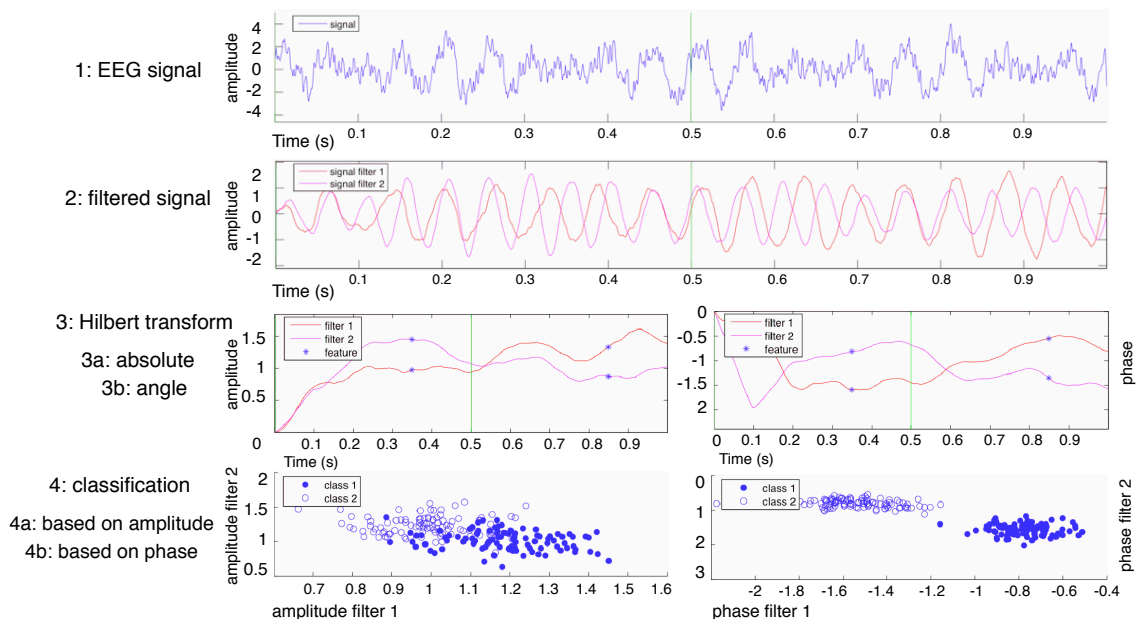 1: EEG signal
amplitude
4
2
0
-2
-4
signal
0.1 0.2 0.3 0.4 0.5 0.6 0.7 0.8 0.9
Time (s)
2: filtered signal
amplitude
2
1
0
-1
-2
signal filter 1
signal filter 2
0.1 0.2 0.3 0.4 0.5 0.6 0.7 0.8 0.9
Time (s)
3: Hilbert transform
3a: absolute
3b: angle
amplitude
1.5
1
0.5
0
filter 1
filter 2
feature
0.1 0.2 0.3 0.4 0.5 0.6 0.7 0.8 0.9
Time (s)
0
-0.5
-1
-1.5
2
filter 1
filter 2
feature
phase
0 0.1 0.2 0.3 0.4 0.5 0.6 0.7 0.8 0.9
Time (s)
4: classification
4a: based on amplitude
4b: based on phase
amplitude filter 2
2
1.5
1
0.5
class 1
class 2
0.7 0.8 0.9 1 1.1 1.2 1.3 1.4 1.5 1.6
amplitude filter 1
0
1
2
3
class 1
class 2
phase filter 2
-2 -1.8 -1.6 -1.4 -1.2 -1 -0.8 -0.6 -0.4
phase filter 1